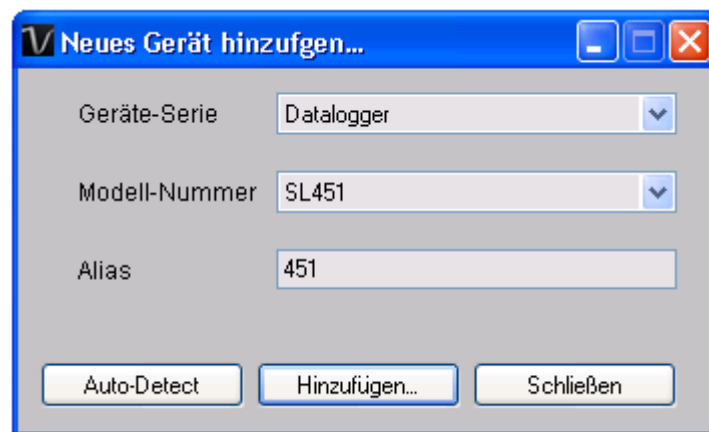 Neues Gerät hinzufgen...
Geräte-Serie Datalogger
Modell-Nummer SL451
Alias 451
Auto-Detect Hinzufügen... Schließen